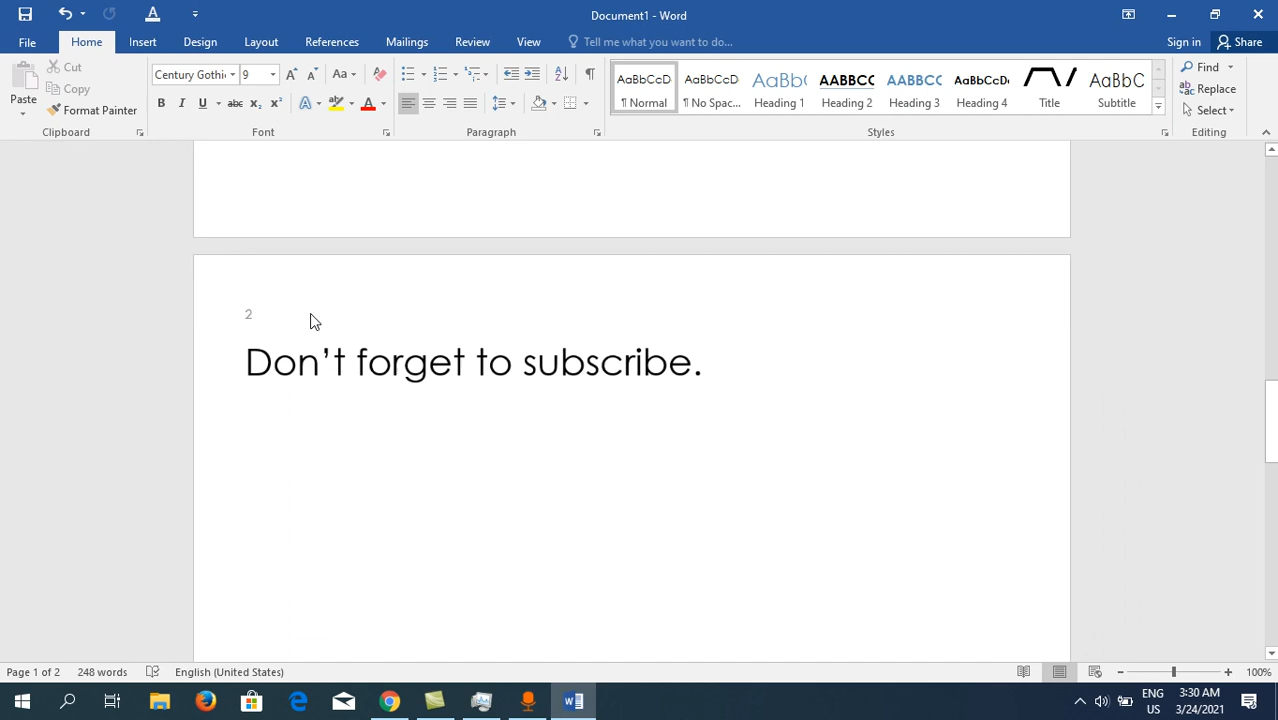 Document1 - Word
File Home Insert Design Layout References Mailings Review View Tell me what you want to do... Sign in Share
Paste Cut Copy Format Painter Clipboard
Century Gothi 9 Aa Font
Paragraph
AaBbCcD AaBbCcD AaBb( AABBCC AABBCC AaBbCcDc AaBbC
¶ Normal ¶ No Spac... Heading 1 Heading 2 Heading 3 Heading 4 Title Subtitle
Styles
Find Replace Select Editing
2
Don’t forget to subscribe.
Page 1 of 2 248 words English (United States) 100%
ENG 3:30 AM
US 3/24/2021